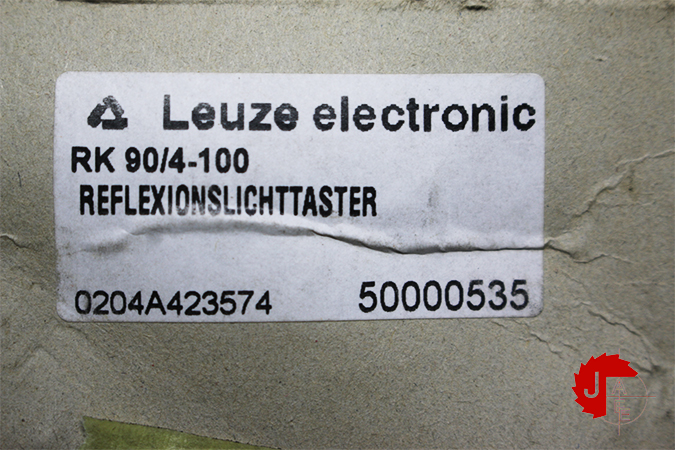 Leuze electronic
RK 90/4-100
REFLEXIONSLICHTTASTER
0204A423574 50000535
J